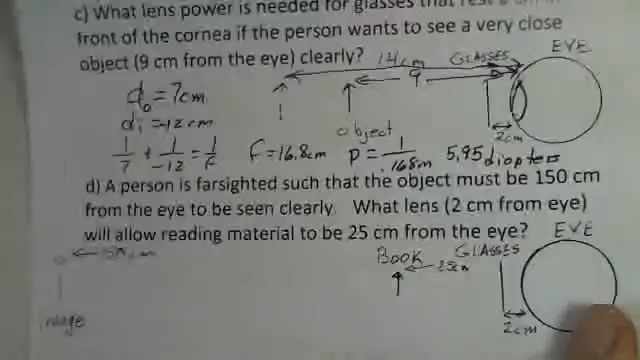 c) What lens power is needed for glasses that rest 2 cm in
front of the cornea if the person wants to see a very close
object (9 cm from the eye) clearly?
14cm GLASSES EYE
9
do = 7cm
di = -12cm
object
2cm
1/7 + 1/-12 = 1/f f = 16.8cm P = 1/.168m 5.95 diopters
d) A person is farsighted such that the object must be 150 cm
from the eye to be seen clearly. What lens (2 cm from eye)
will allow reading material to be 25 cm from the eye?
EYE
BOOK GLASSES
150cm
25cm
image
2cm